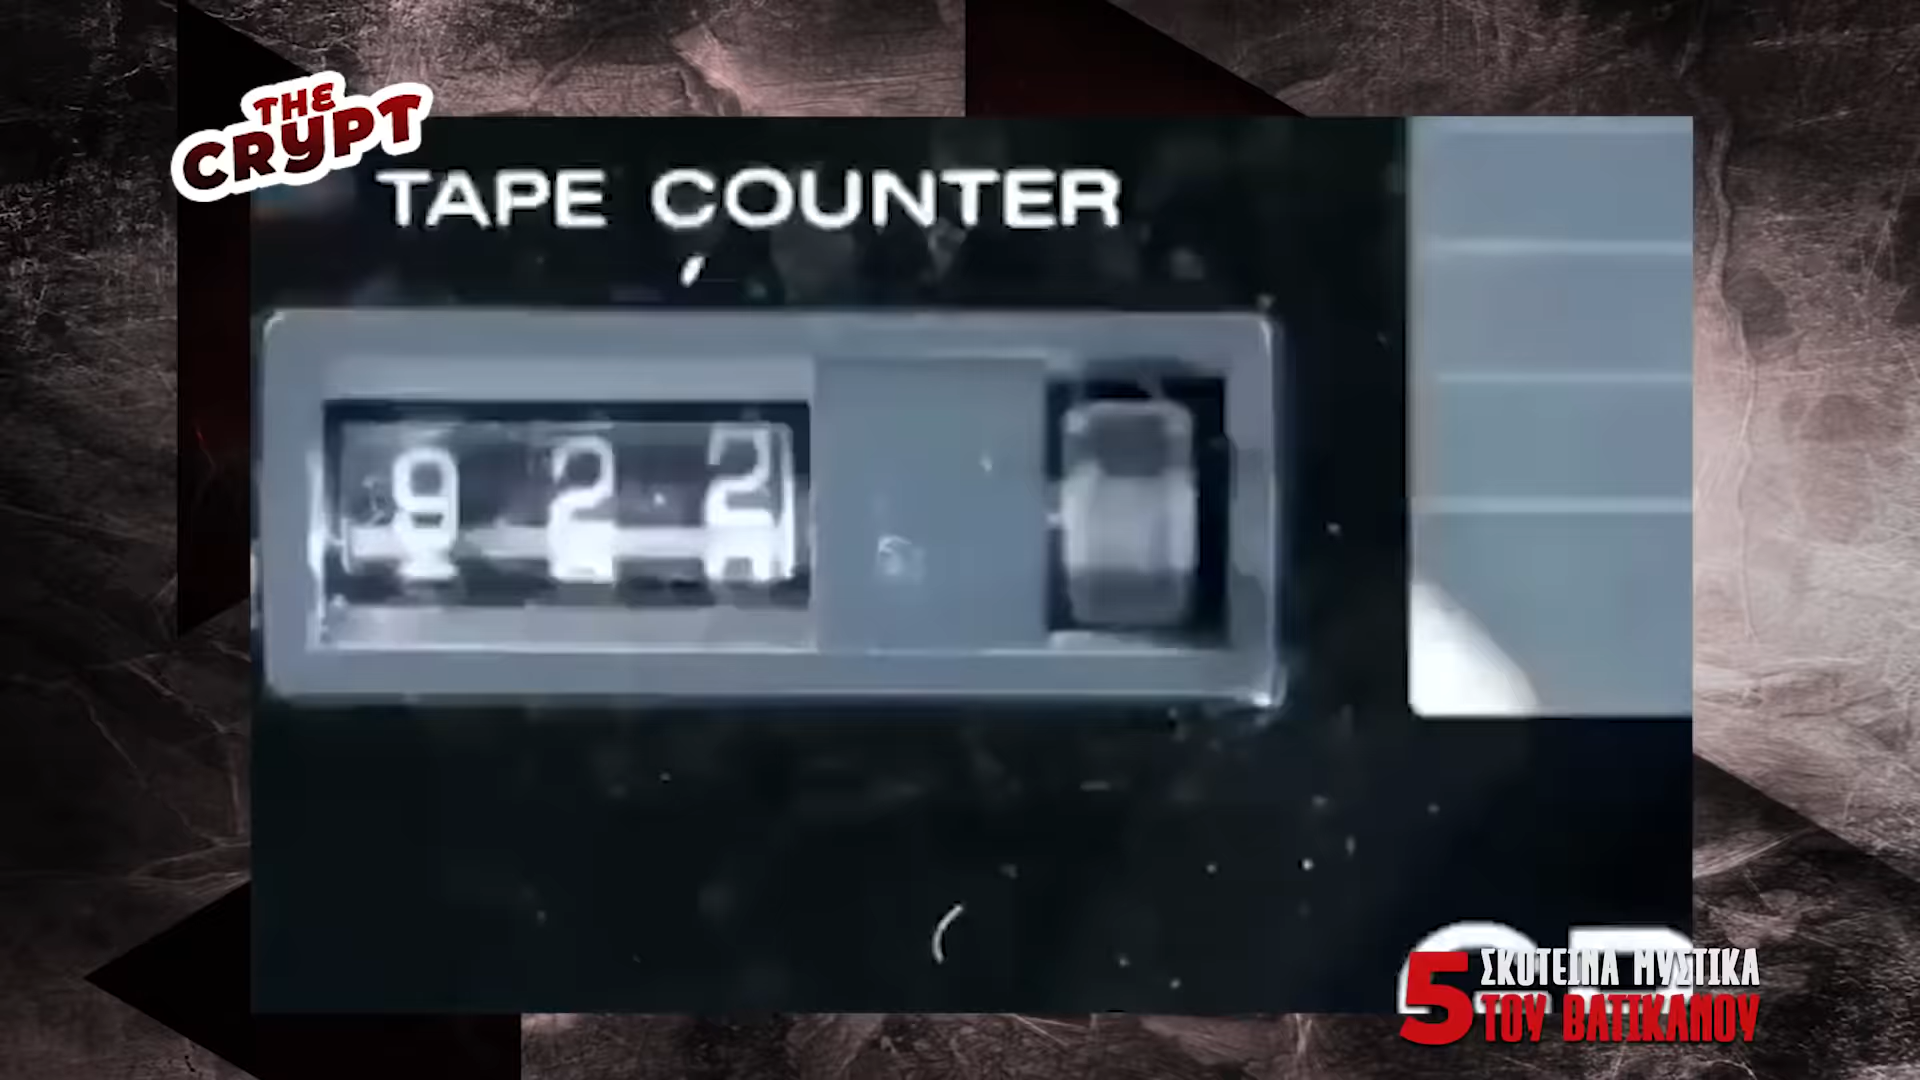 THE
CRYPT
TAPE COUNTER
922
5 ΣΚΟΤΕΙΝΑ ΜΥΣΤΙΚΑ
ΤΟΥ ΒΑΤΙΚΑΝΟΥ